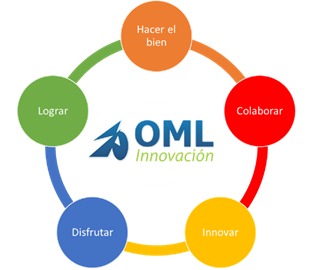 Hacer el
bien
Lograr
Colaborar
OML
Innovación
Disfrutar
Innovar